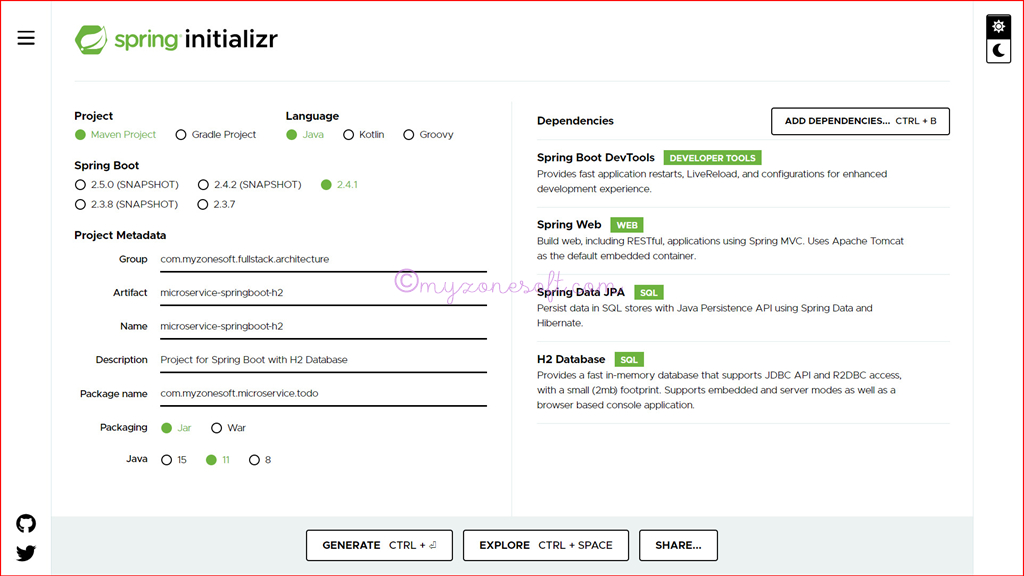 spring initializr
Project
Maven Project Gradle Project
Language
Java Kotlin Groovy
Spring Boot
2.5.0 (SNAPSHOT) 2.4.2 (SNAPSHOT) 2.4.1
2.3.8 (SNAPSHOT) 2.3.7
Project Metadata
Group com.myzonesoft.fullstack.architecture
Artifact microservice-springboot-h2
Name microservice-springboot-h2
Description Project for Spring Boot with H2 Database
Package name com.myzonesoft.microservice.todo
Packaging Jar War
Java 15 11 8
Dependencies
ADD DEPENDENCIES... CTRL + B
Spring Boot DevTools DEVELOPER TOOLS
Provides fast application restarts, LiveReload, and configurations for enhanced
development experience.
Spring Web WEB
Build web, including RESTful, applications using Spring MVC. Uses Apache Tomcat
as the default embedded container.
Spring Data JPA SQL
Persist data in SQL stores with Java Persistence API using Spring Data and
Hibernate.
H2 Database SQL
Provides a fast in-memory database that supports JDBC API and R2DBC access,
with a small (2mb) footprint. Supports embedded and server modes as well as a
browser based console application.
©myzonesoft.com
GENERATE CTRL + ⏎
EXPLORE CTRL + SPACE
SHARE...